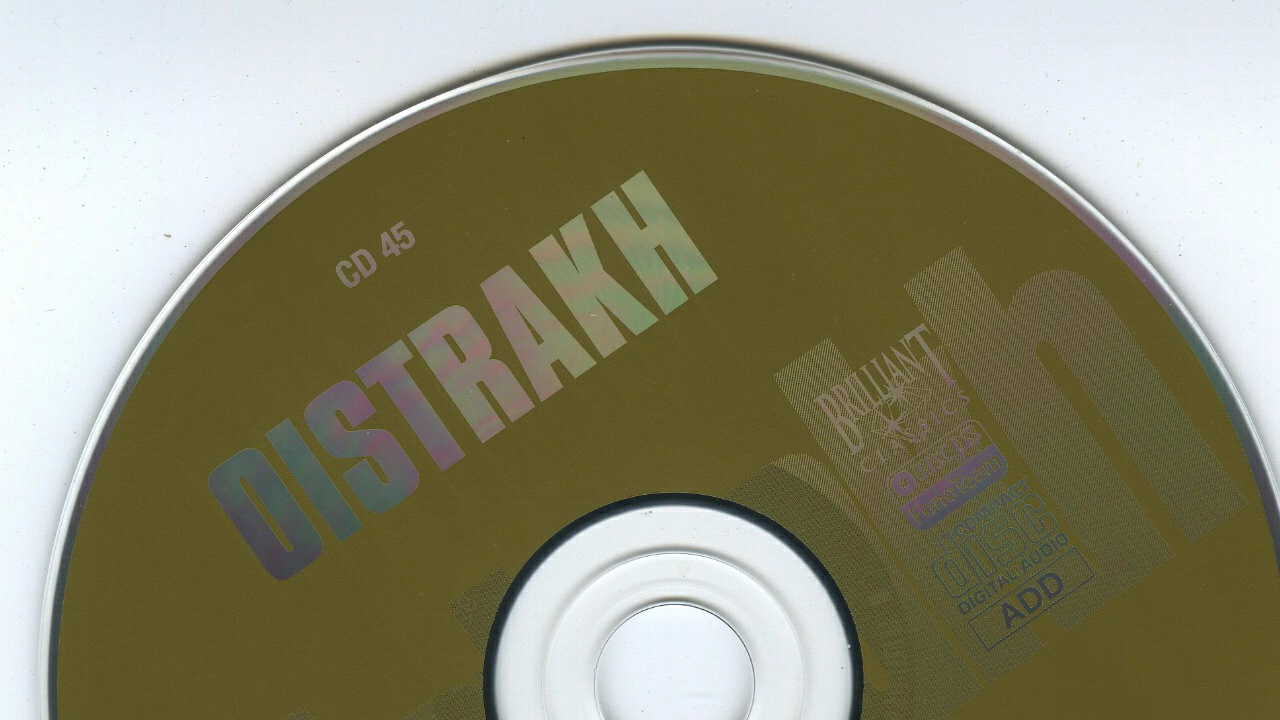 CD 45
OISTRAKH
BRILLIANT
CLASSICS
COMPACT
disc
DIGITAL AUDIO
ADD